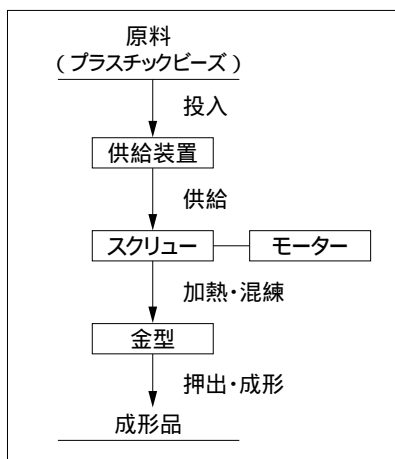 原料
(プラスチックビーズ)
投入
供給装置
供給
スクリュー
モーター
加熱・混練
金型
押出・成形
成形品